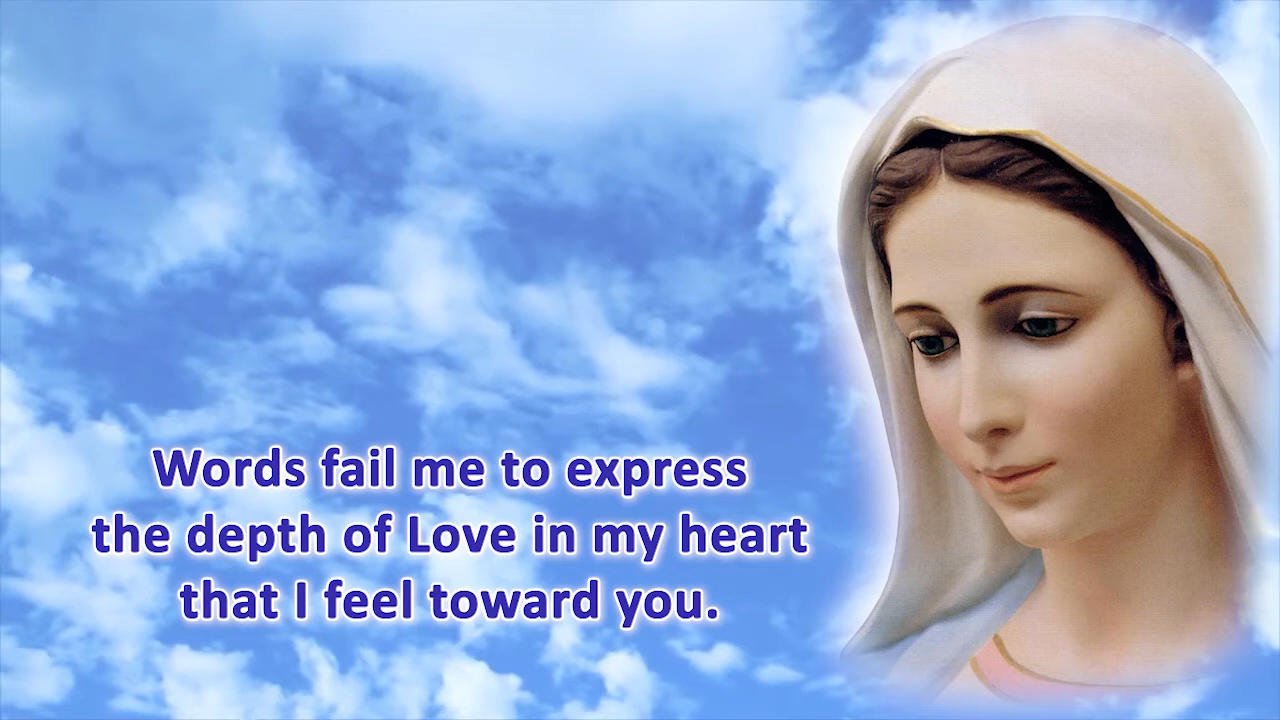 Words fail me to express
the depth of Love in my heart
that I feel toward you.